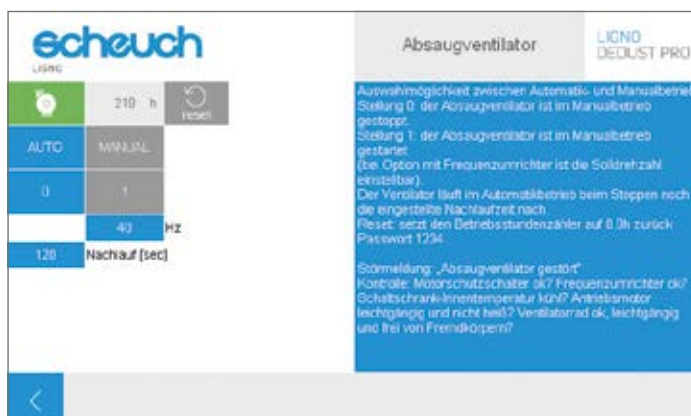 scheuch
LIGNO
Absaugventilator
LIGNO
DEDUST PRO
219 h
reset
AUTO MANUAL
0 1
40 Hz
120 Nachlauf [sec]
Auswahlmöglichkeit zwischen Automatik- und Manualbetrieb
Stellung 0: der Absaugventilator ist im Manualbetrieb
gestoppt.
Stellung 1: der Absaugventilator ist im Manualbetrieb
gestartet
(bei Option mit Frequenzumrichter ist die Solldrehzahl
einstellbar).
Der Ventilator läuft im Automatikbetrieb beim Stoppen noch
die eingestellte Nachlaufzeit nach.
Reset: setzt den Betriebsstundenzähler auf 0.0h zurück
Passwort 1234
Störmeldung: „Absaugventilator gestört"
Kontrolle: Motorschutzschalter ok? Frequenzumrichter ok?
Schaltschrank-Innentemperatur kühl? Antriebsmotor
leichtgängig und nicht heiß? Ventilatorrad ok, leichtgängig
und frei von Fremdkörpern?